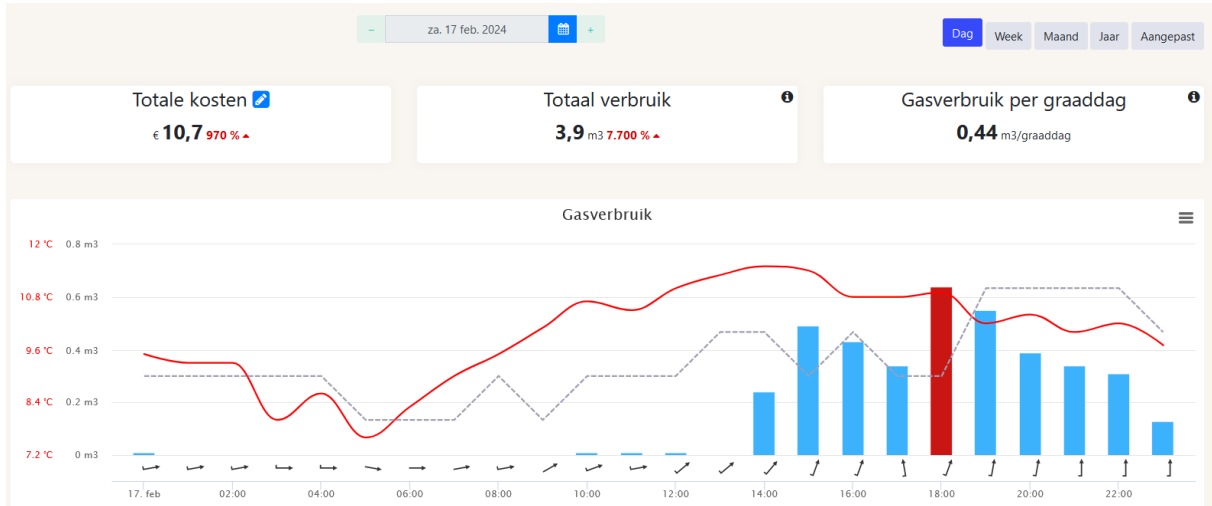 − za. 17 feb. 2024 +
Dag Week Maand Jaar Aangepast
Totale kosten
€ 10,7 970 %
Totaal verbruik
3,9 m3 7.700 %
Gasverbruik per graaddag
0,44 m3/graaddag
Gasverbruik
12 °C 0.8 m3
10.8 °C 0.6 m3
9.6 °C 0.4 m3
8.4 °C 0.2 m3
7.2 °C 0 m3
17. feb 02:00 04:00 06:00 08:00 10:00 12:00 14:00 16:00 18:00 20:00 22:00